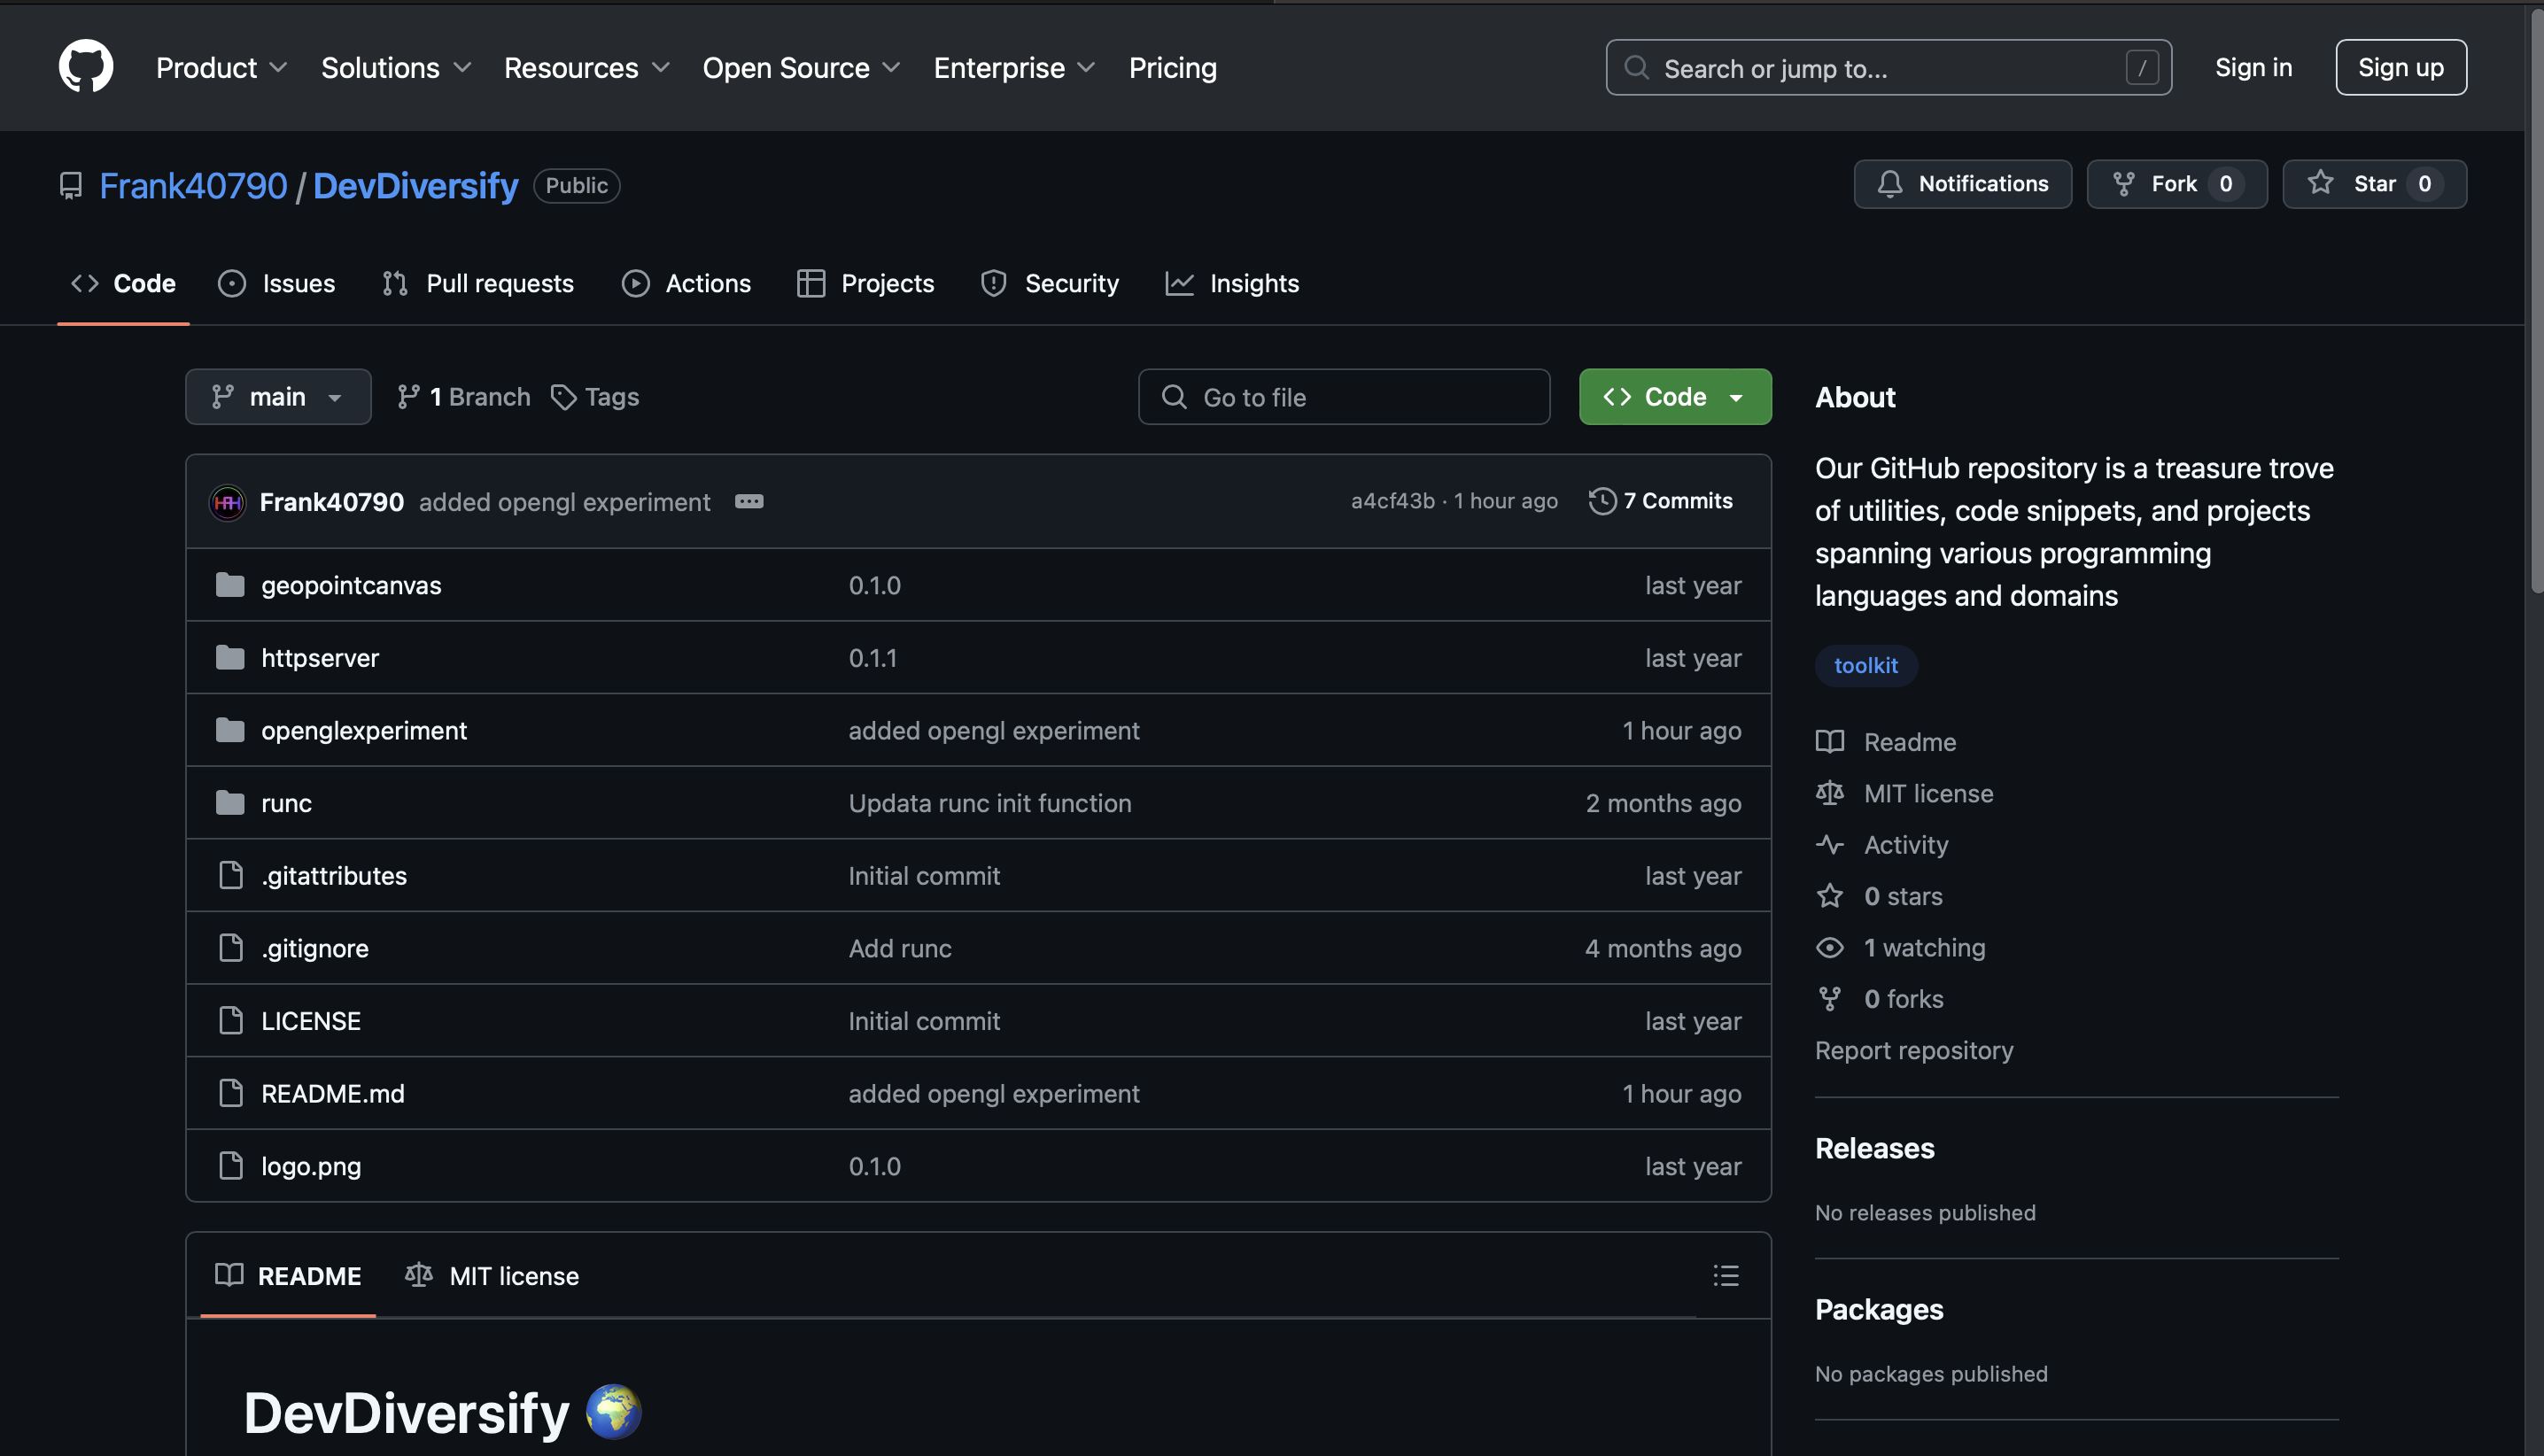 Product Solutions Resources Open Source Enterprise Pricing Search or jump to... / Sign in Sign up
Frank40790 / DevDiversify Public Notifications Fork 0 Star 0
Code Issues Pull requests Actions Projects Security Insights
main 1 Branch Tags Go to file Code
HAH Frank40790 added opengl experiment a4cf43b · 1 hour ago 7 Commits
geopointcanvas 0.1.0 last year
httpserver 0.1.1 last year
openglexperiment added opengl experiment 1 hour ago
runc Updata runc init function 2 months ago
.gitattributes Initial commit last year
.gitignore Add runc 4 months ago
LICENSE Initial commit last year
README.md added opengl experiment 1 hour ago
logo.png 0.1.0 last year
README MIT license
DevDiversify 🌍
About
Our GitHub repository is a treasure trove
of utilities, code snippets, and projects
spanning various programming
languages and domains
toolkit
Readme
MIT license
Activity
0 stars
1 watching
0 forks
Report repository
Releases
No releases published
Packages
No packages published